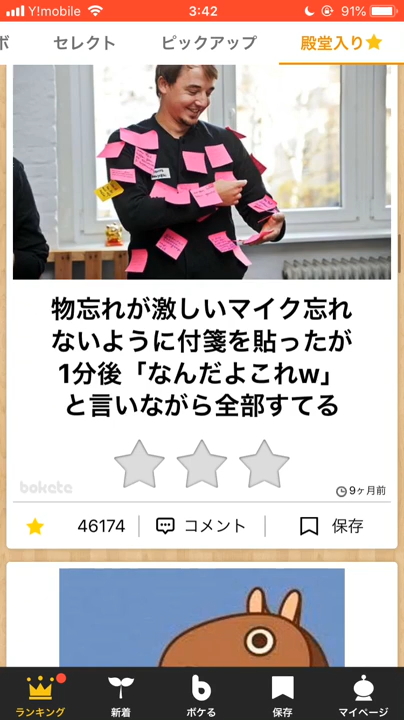 Y!mobile 3:42 91%
ボ セレクト ピックアップ 殿堂入り
物忘れが激しいマイク忘れ
ないように付箋を貼ったが
1分後「なんだよこれw」
と言いながら全部すてる
bokete
9ヶ月前
46174 コメント 保存
ランキング 新着 ボケる 保存 マイページ